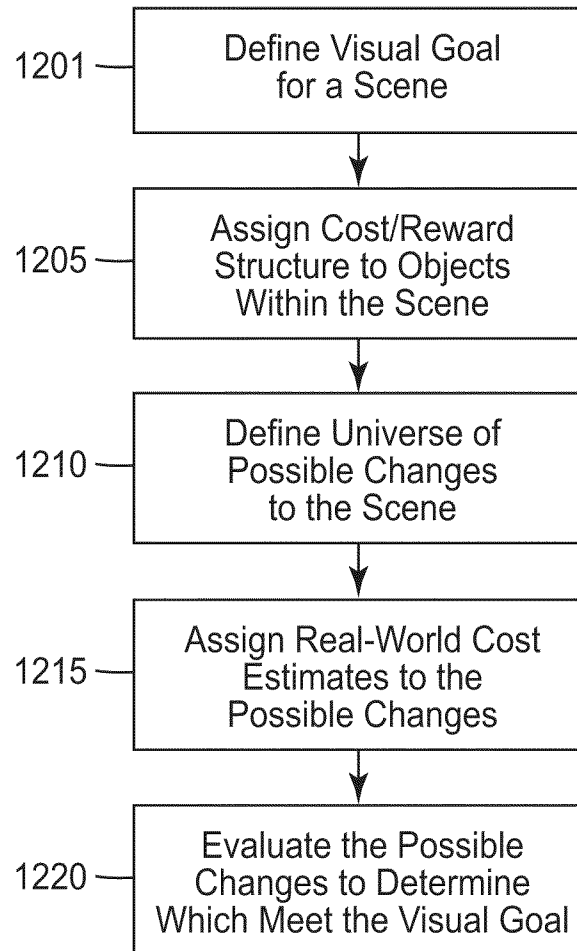 1201
Define Visual Goal
for a Scene
1205
Assign Cost/Reward
Structure to Objects
Within the Scene
1210
Define Universe of
Possible Changes
to the Scene
1215
Assign Real-World Cost
Estimates to the
Possible Changes
1220
Evaluate the Possible
Changes to Determine
Which Meet the Visual Goal